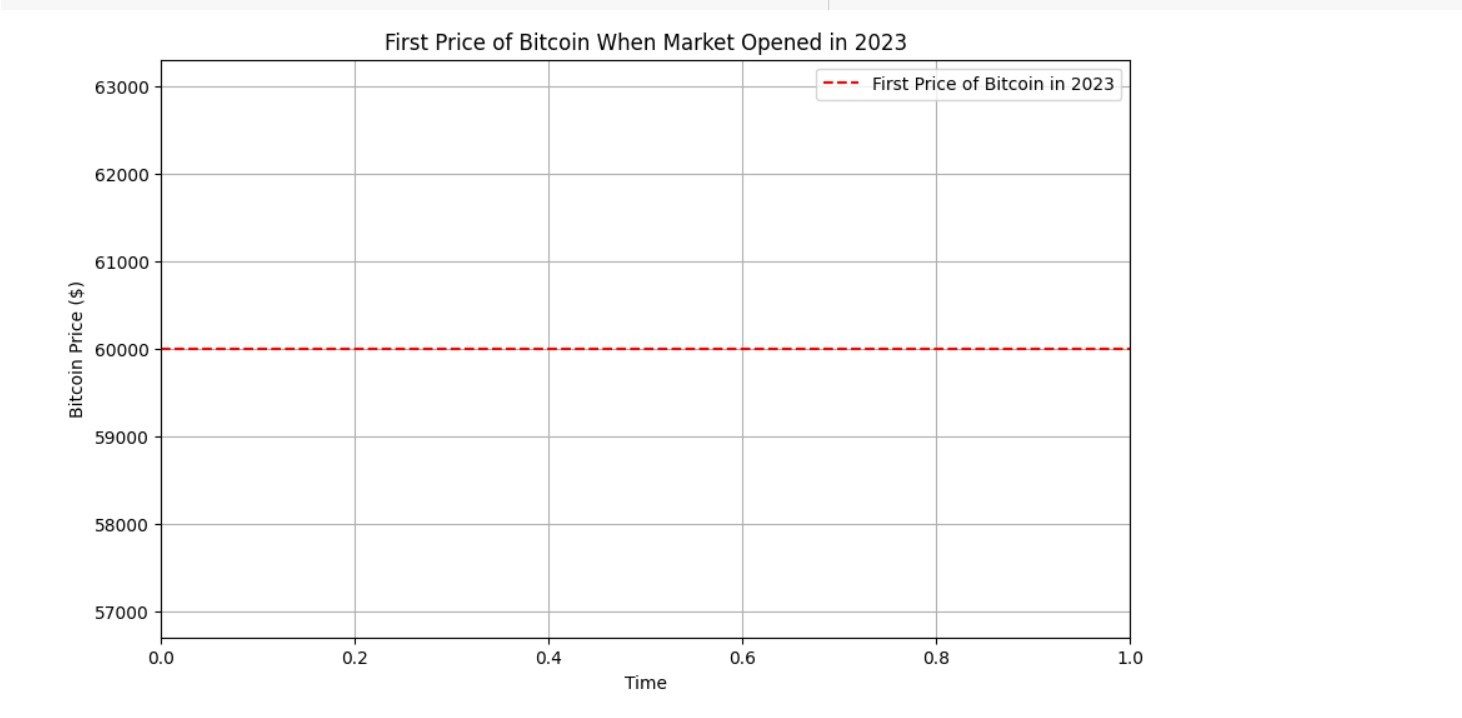 First Price of Bitcoin When Market Opened in 2023
First Price of Bitcoin in 2023
63000
62000
61000
60000
59000
58000
57000
Bitcoin Price ($)
0.0 0.2 0.4 0.6 0.8 1.0
Time